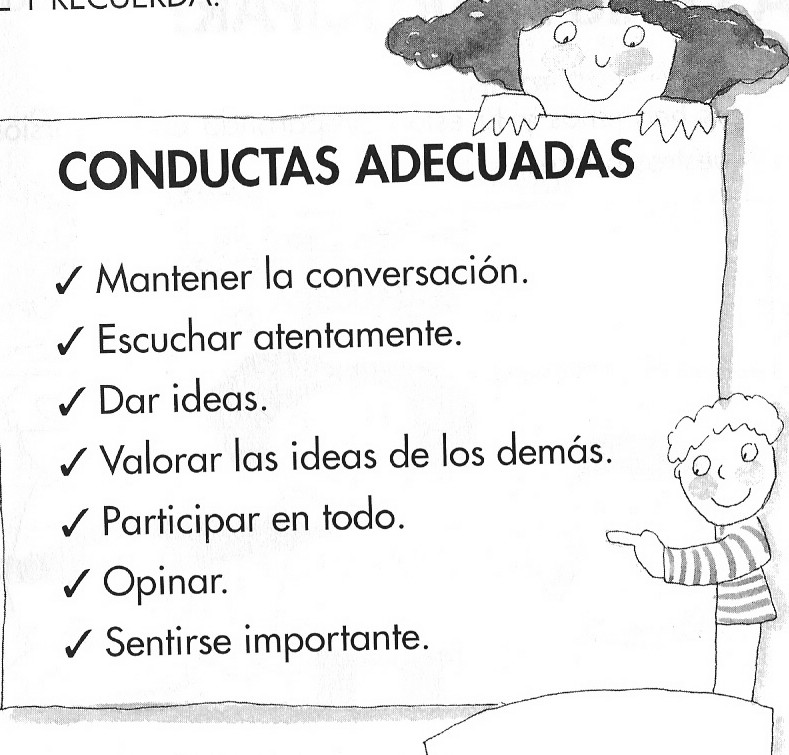 Y RECUERDA:
CONDUCTAS ADECUADAS
✓ Mantener la conversación.
✓ Escuchar atentamente.
✓ Dar ideas.
✓ Valorar las ideas de los demás.
✓ Participar en todo.
✓ Opinar.
✓ Sentirse importante.